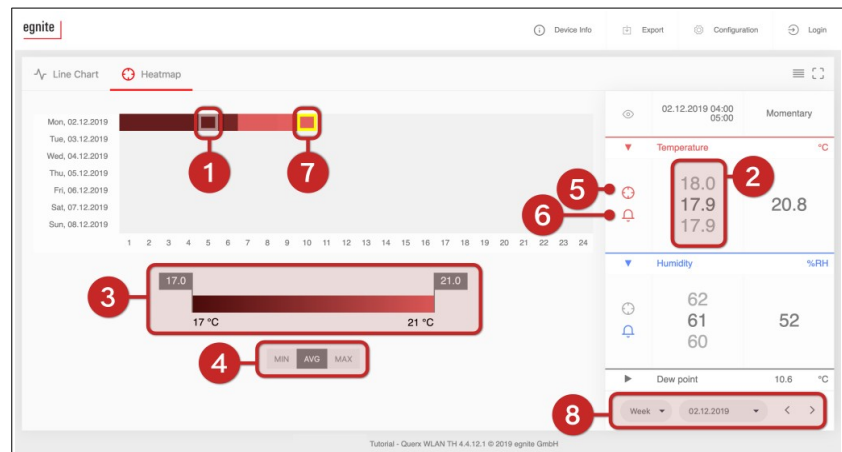 egnite
Device Info
Export
Configuration
Login
Line Chart
Heatmap
Mon, 02.12.2019
Tue, 03.12.2019
Wed, 04.12.2019
Thu, 05.12.2019
Fri, 06.12.2019
Sat, 07.12.2019
Sun, 08.12.2019
1 2 3 4 5 6 7 8 9 10 11 12 13 14 15 16 17 18 19 20 21 22 23 24
1
7
3
17.0
21.0
17 °C
21 °C
4
MIN AVG MAX
02.12.2019 04:00
05:00
Momentary
Temperature
°C
5
6
18.0
17.9
17.9
2
20.8
Humidity
%RH
62
61
60
52
Dew point
10.6
°C
8
Week
02.12.2019
Tutorial - Querx WLAN TH 4.4.12.1 © 2019 egnite GmbH